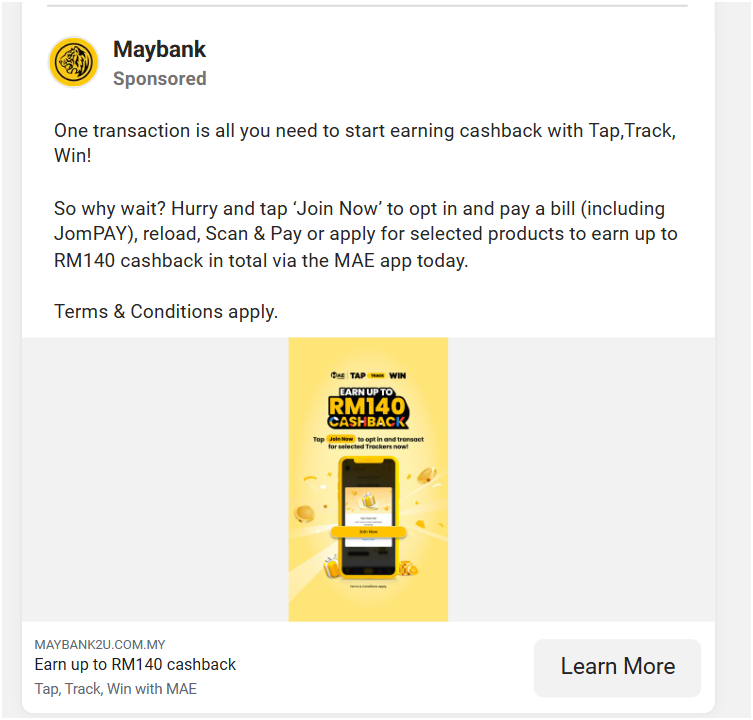 Maybank
Sponsored
One transaction is all you need to start earning cashback with Tap,Track,
Win!
So why wait? Hurry and tap ‘Join Now’ to opt in and pay a bill (including
JomPAY), reload, Scan & Pay or apply for selected products to earn up to
RM140 cashback in total via the MAE app today.
Terms & Conditions apply.
MAE TAP TRACK WIN
EARN UP TO
RM140
CASHBACK
Tap Join Now to opt in and transact
for selected Trackers now!
Join Now
Terms & Conditions apply.
MAYBANK2U.COM.MY
Earn up to RM140 cashback
Learn More
Tap, Track, Win with MAE